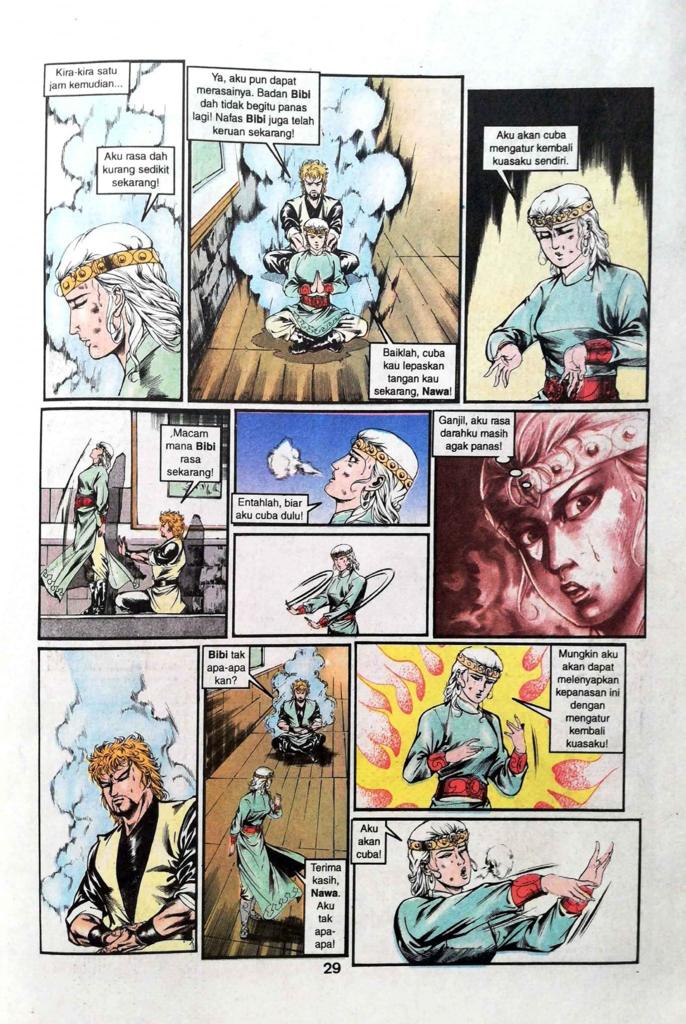 Kira-kira satu
jam kemudian...
Aku rasa dah
kurang sedikit
sekarang!
Ya, aku pun dapat
merasainya. Badan Bibi
dah tidak begitu panas
lagi! Nafas Bibi juga telah
keruan sekarang!
Baiklah, cuba
kau lepaskan
tangan kau
sekarang, Nawa!
Aku akan cuba
mengatur kembali
kuasaku sendiri.
Macam
mana Bibi
rasa
sekarang!
Entahlah, biar
aku cuba dulu!
Ganjil, aku rasa
darahku masih
agak panas!
Bibi tak
apa-apa
kan?
Terima
kasih,
Nawa.
Aku
tak
apa-
apa!
Mungkin aku
akan dapat
melenyapkan
kepanasan ini
dengan
mengatur
kembali
kuasaku!
Aku
akan
cuba!
29